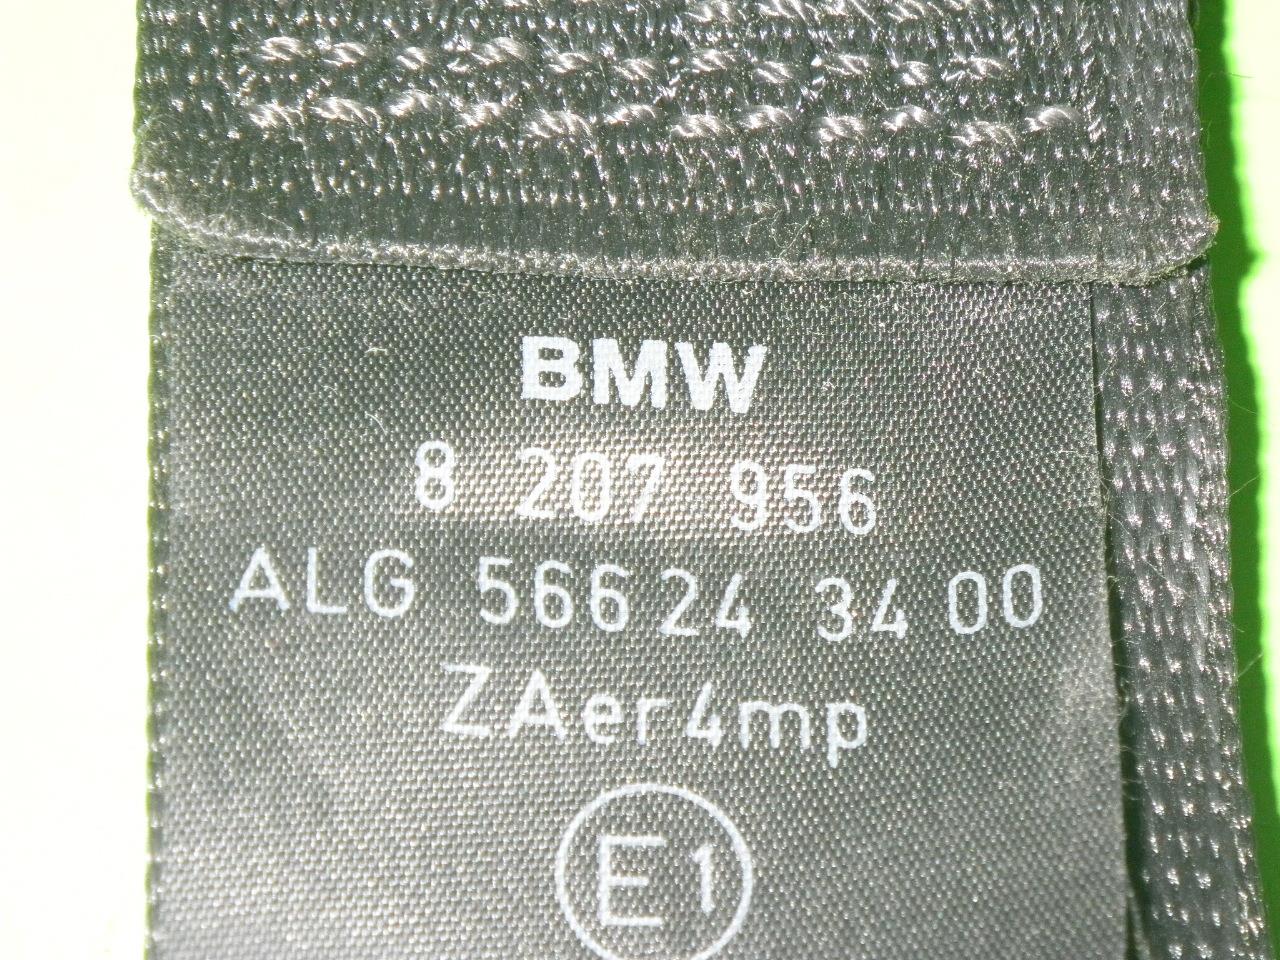 BMW
8 207 956
ALG 56624 34 00
ZAer4mp
E1